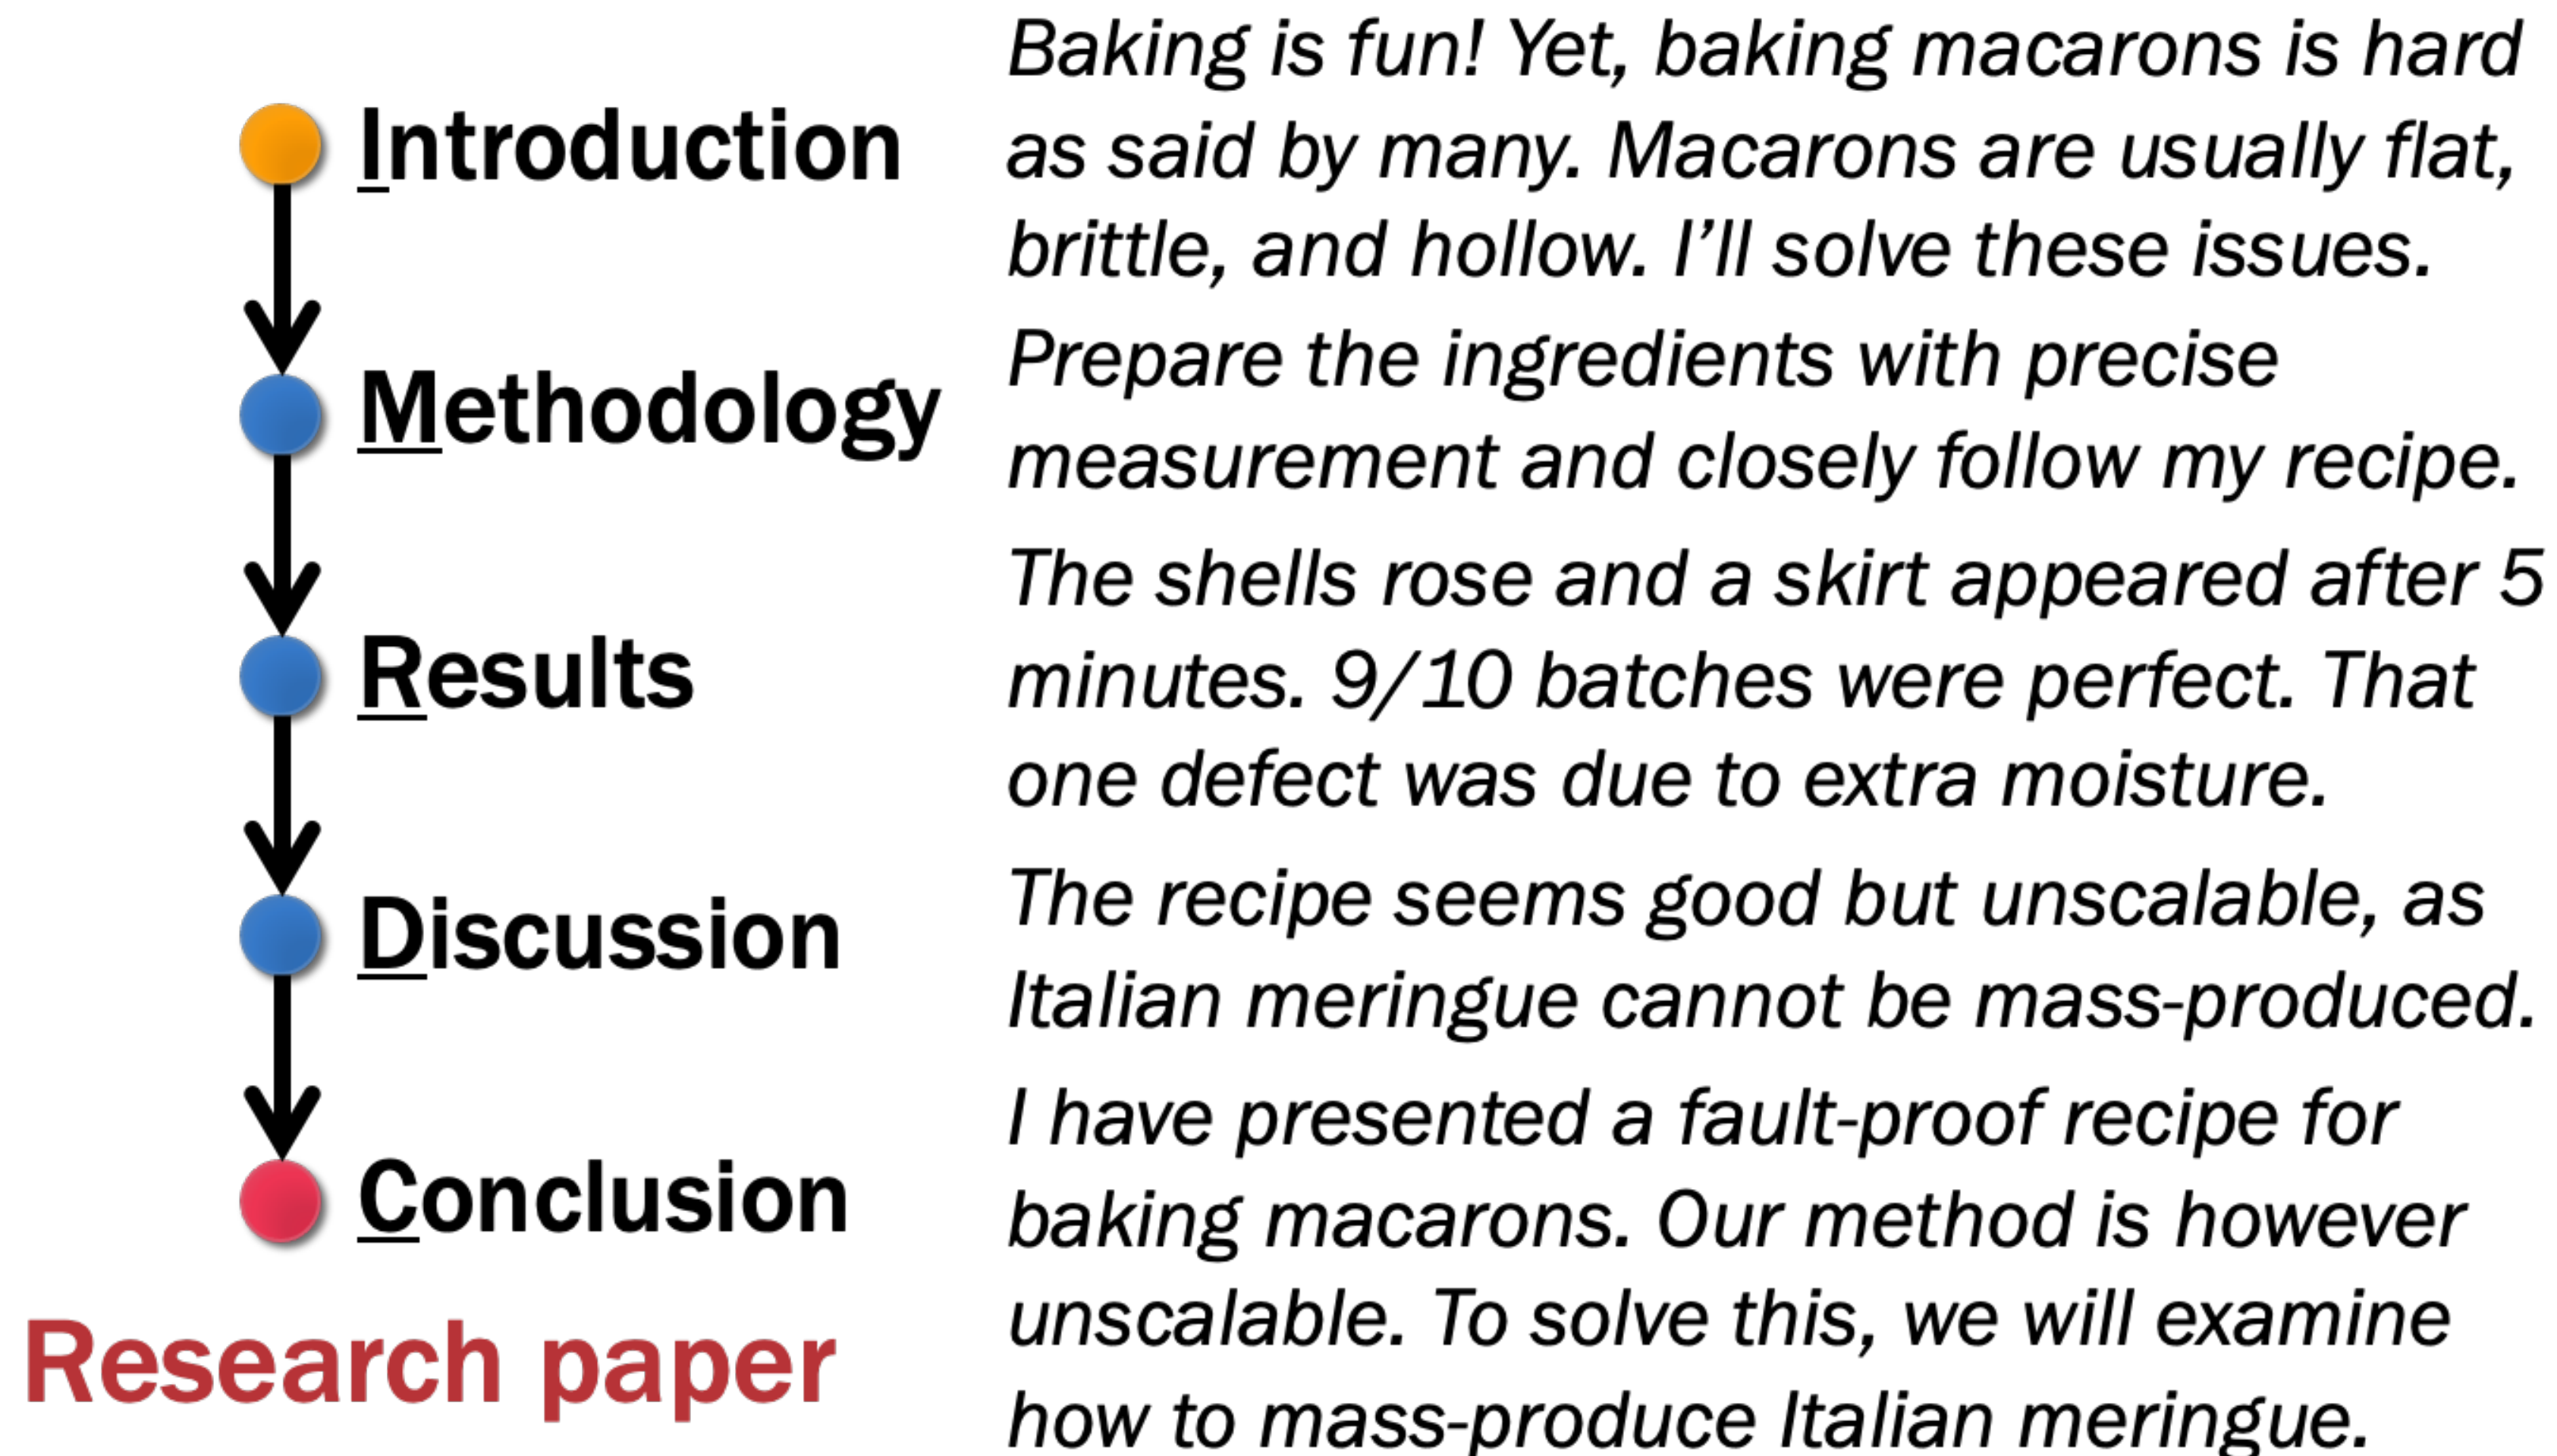 Introduction
Baking is fun! Yet, baking macarons is hard
as said by many. Macarons are usually flat,
brittle, and hollow. I’ll solve these issues.
Methodology
Prepare the ingredients with precise
measurement and closely follow my recipe.
Results
The shells rose and a skirt appeared after 5
minutes. 9/10 batches were perfect. That
one defect was due to extra moisture.
Discussion
The recipe seems good but unscalable, as
Italian meringue cannot be mass-produced.
Conclusion
I have presented a fault-proof recipe for
baking macarons. Our method is however
unscalable. To solve this, we will examine
how to mass-produce Italian meringue.
Research paper